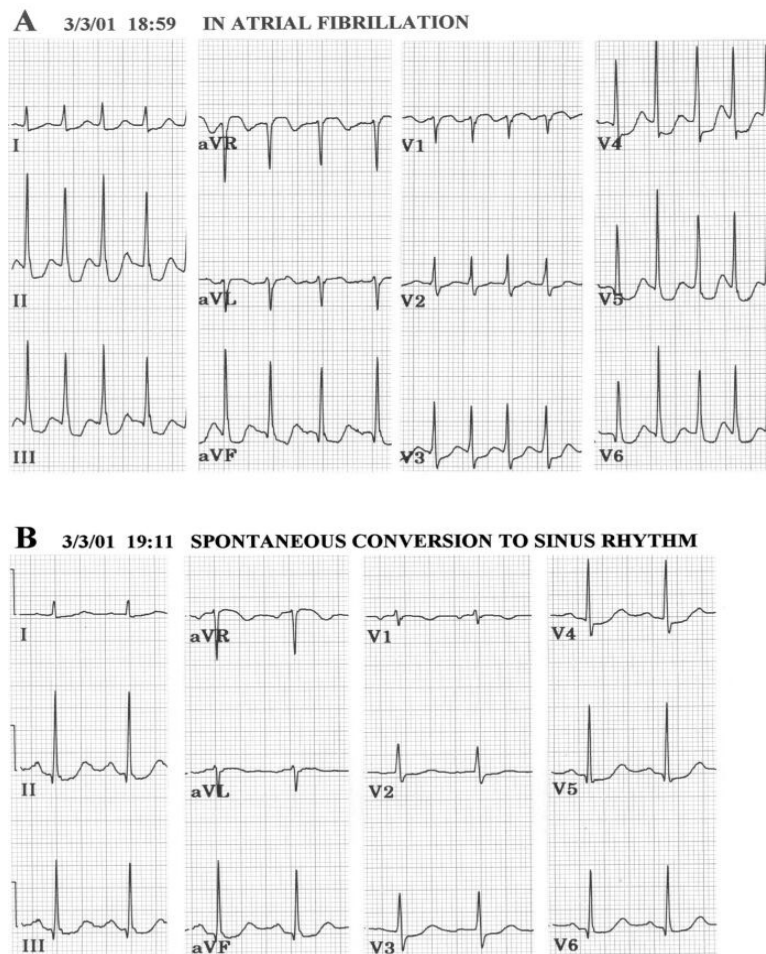 A 3/3/01 18:59 IN ATRIAL FIBRILLATION
I aVR V1 V4
II aVL V2 V5
III aVF V3 V6
B 3/3/01 19:11 SPONTANEOUS CONVERSION TO SINUS RHYTHM
I aVR V1 V4
II aVL V2 V5
III aVF V3 V6